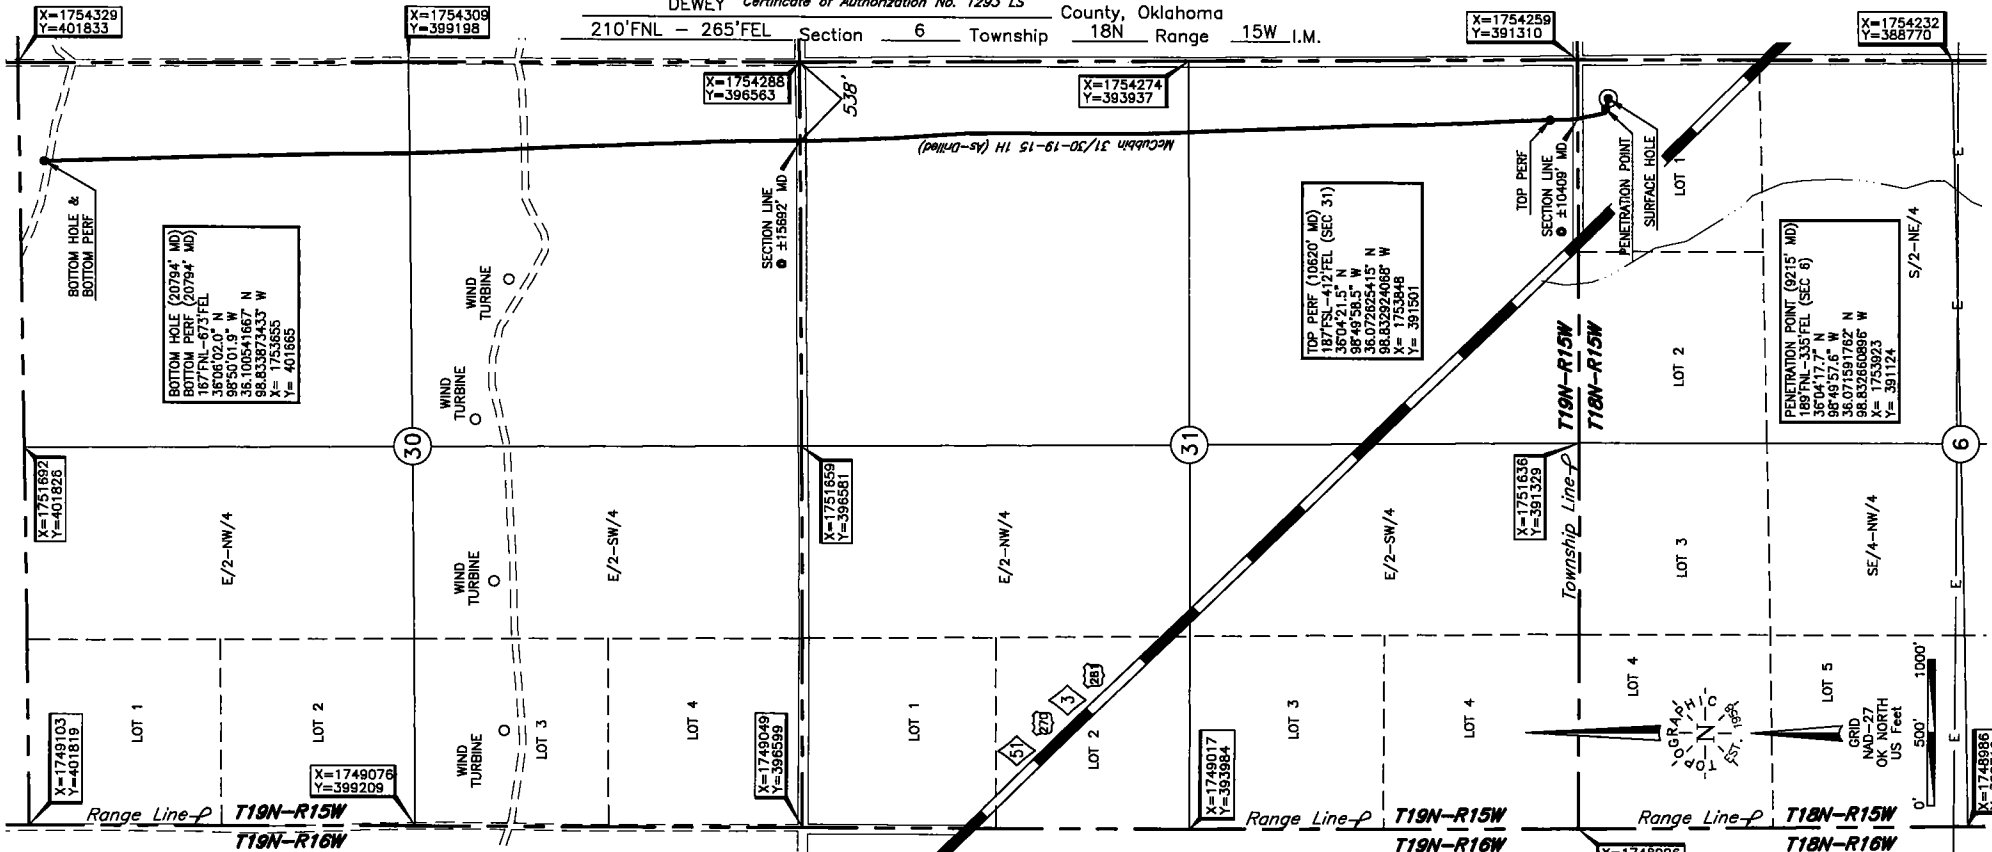 DEWEY Certificate of Authorization No. 1293 LS
County, Oklahoma
210'FNL - 265'FEL Section 6 Township 18N Range 15W I.M.
X=1754329
Y=401833
X=1754309
Y=399198
X=1754288
Y=396563
X=1754274
Y=393937
X=1754259
Y=391310
X=1754232
Y=388770
538'
McCubbin 31/30-19-15 1H (As-Drilled)
BOTTOM HOLE &
BOTTOM PERF
SECTION LINE
@ ±15692' MD
TOP PERF
SECTION LINE
@ ±10409' MD
PENETRATION POINT
SURFACE HOLE
LOT 1
S/2-NE/4
BOTTOM HOLE (20794' MD)
BOTTOM PERF (20794' MD)
167'FNL-673'FEL
36°06'02.0" N
98°50'01.9" W
36.100541667° N
98.833873433° W
X= 1753655
Y= 401665
WIND
TURBINE
WIND
TURBINE
TOP PERF (10620' MD)
187'FSL-412'FEL (SEC 31)
36°04'21.5" N
98°49'58.5" W
36.072625415° N
98.832924068° W
X= 1753848
Y= 391501
PENETRATION POINT (9215' MD)
189'FNL-335'FEL (SEC 6)
36°04'17.7" N
98°49'57.6" W
36.071591762° N
98.832660896° W
X= 1753923
Y= 391124
T19N-R15W
T18N-R15W
LOT 2
30
31
6
X=1751692
Y=401826
X=1751659
Y=396581
X=1751636
Y=391329
Township Line
E/2-NW/4
E/2-SW/4
E/2-NW/4
E/2-SW/4
LOT 3
SE/4-NW/4
WIND
TURBINE
WIND
TURBINE
LOT 1
LOT 2
LOT 3
LOT 4
LOT 1
LOT 2
LOT 3
LOT 4
LOT 4
LOT 5
51
270
3
281
X=1749103
Y=401819
X=1749076
Y=399209
X=1749049
Y=396599
X=1749017
Y=393984
X=1748986
TOPOGRAPHIC
N
EST. 1958
GRID
NAD-27
OK NORTH
US Feet
0' 500' 1000'
E
E
E
E
Range Line T19N-R15W
T19N-R16W
Range Line T19N-R15W
T19N-R16W
Range Line T18N-R15W
T18N-R16W